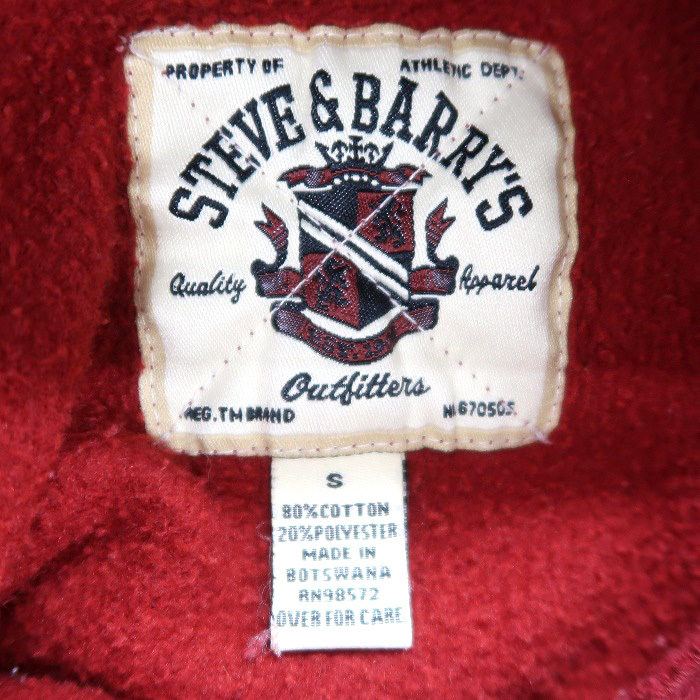 PROPERTY OF ATHLETIC DEPT.
STEVE & BARRY'S
Quality Apparel
Outfitters
REG. TM BRAND 670505
S
80% COTTON
20% POLYESTER
MADE IN
BOTSWANA
RN98572
OVER FOR CARE